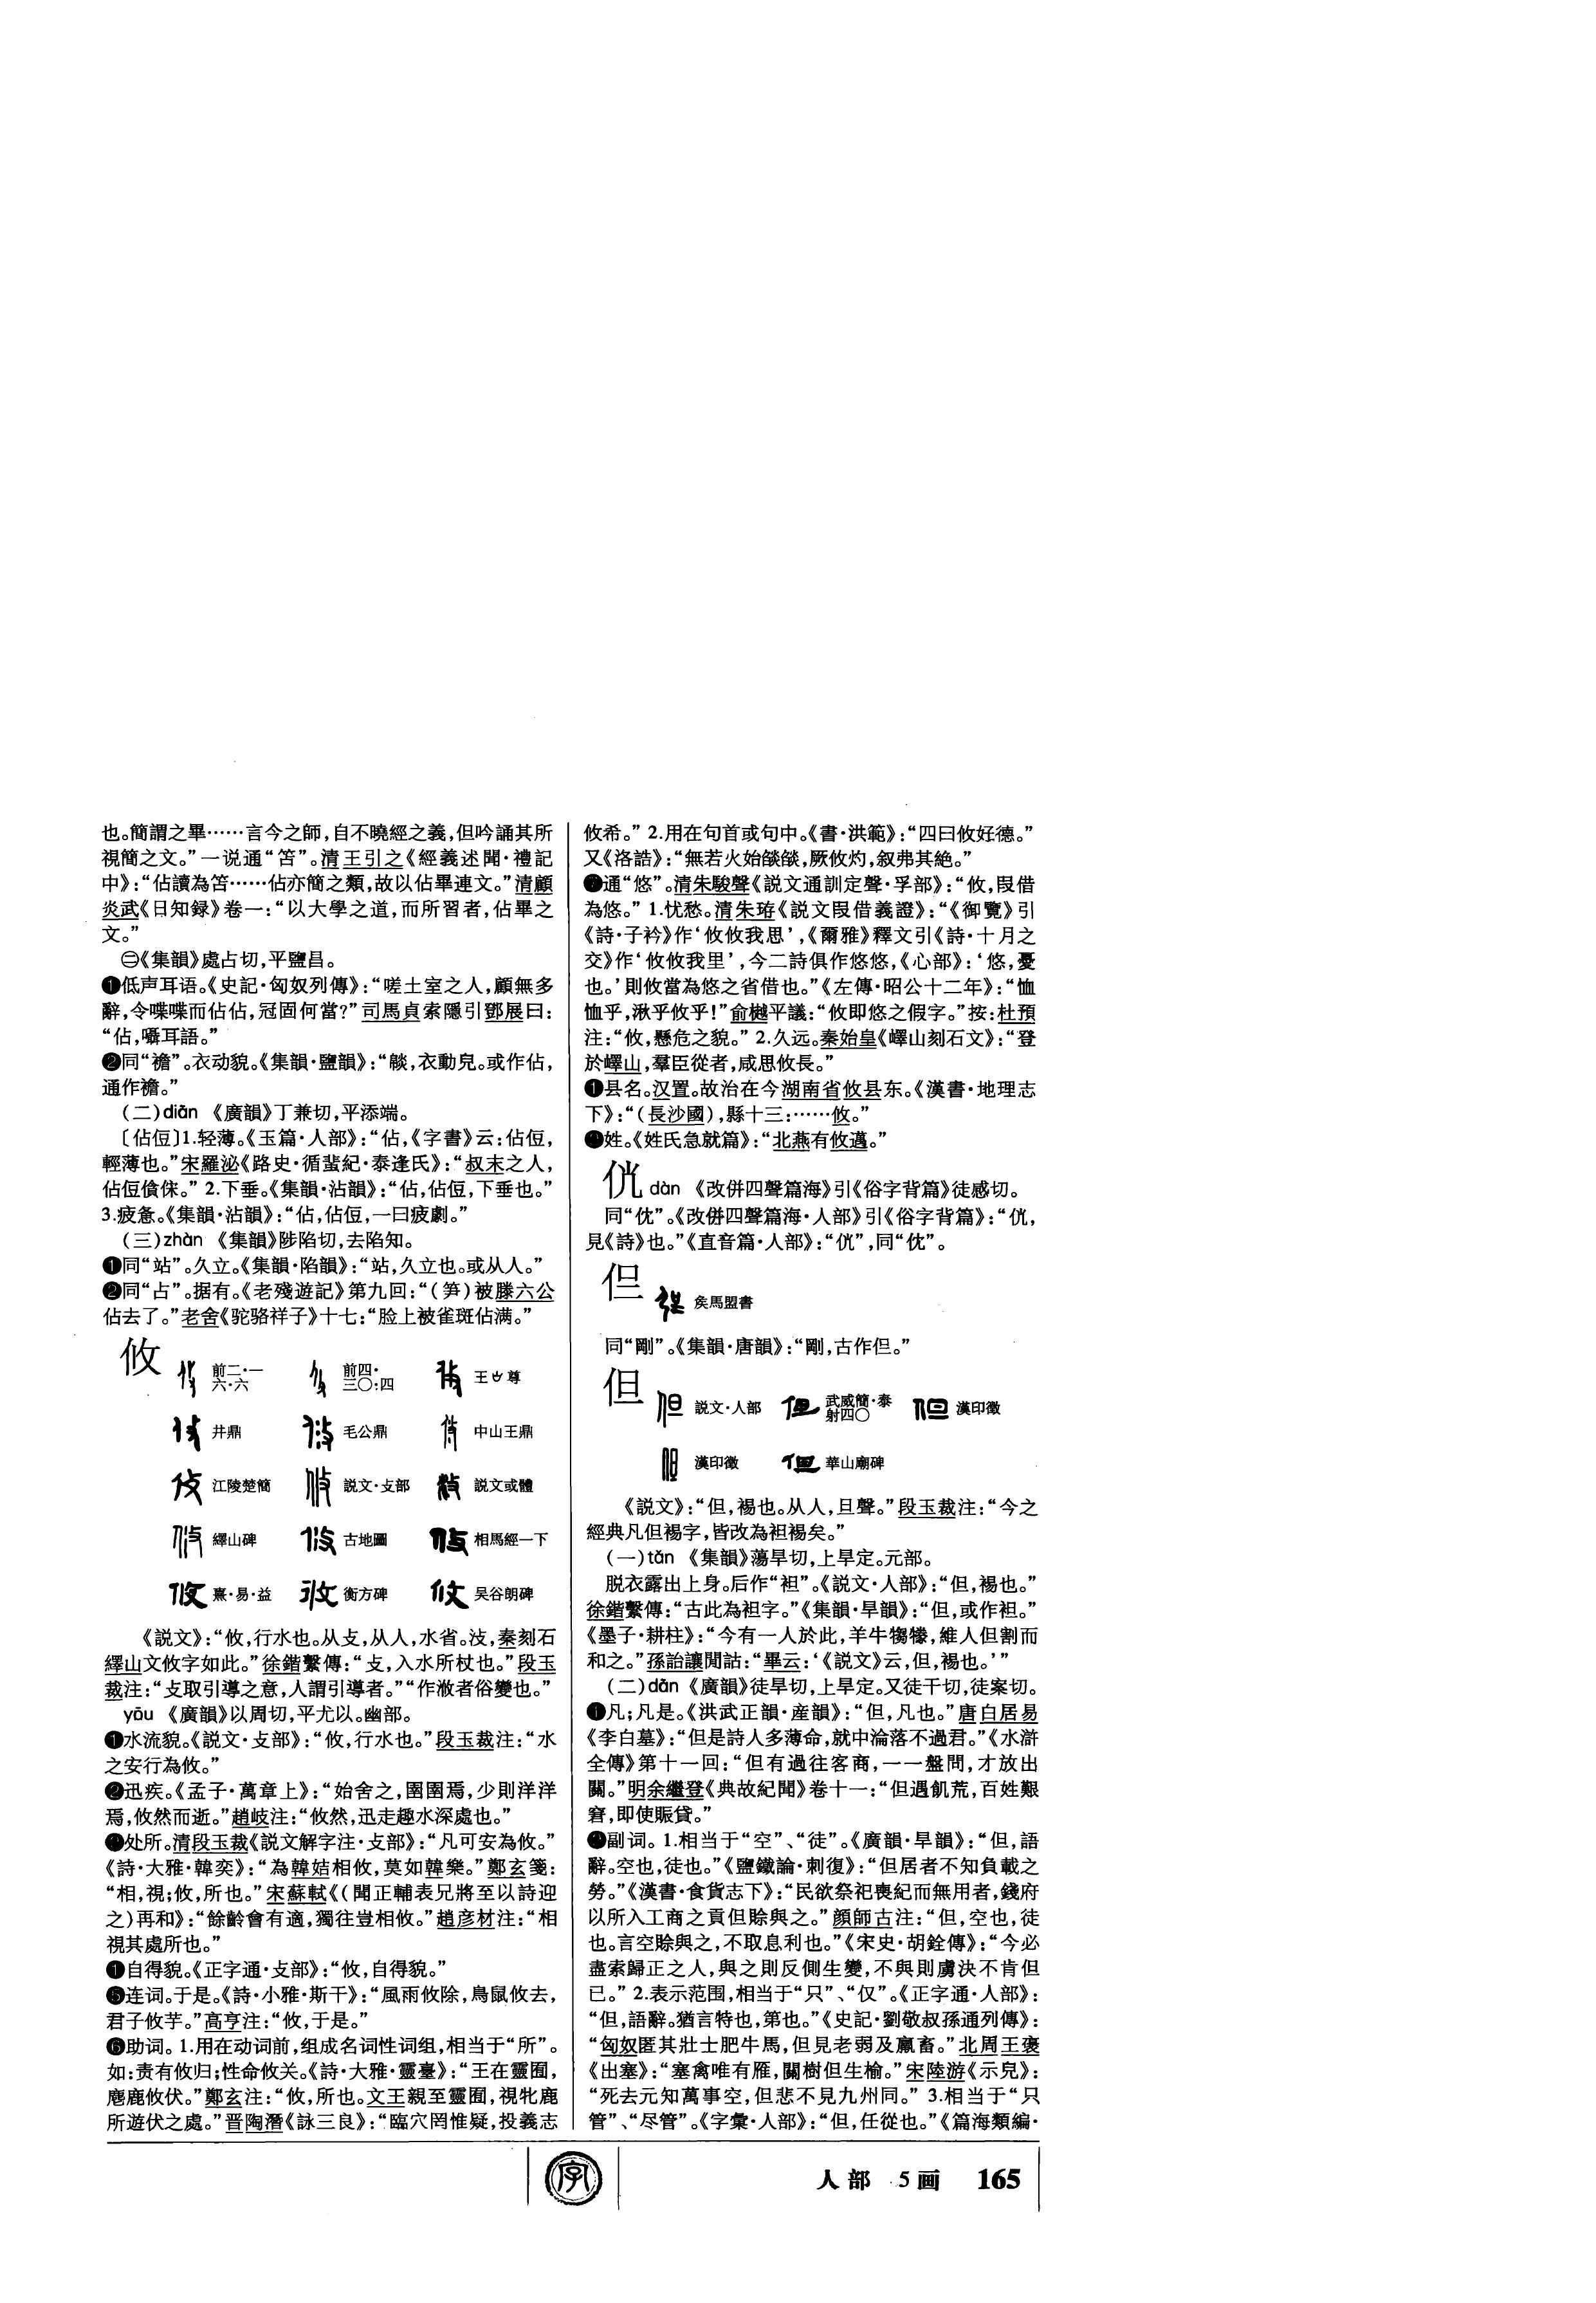 也。簡謂之畢……言今之師，自不曉經之義，但吟誦其所
視簡之文。”一说通“笘”。清王引之《經義述聞·禮記
中》：“佔讀為笘……佔亦簡之類，故以佔畢連文。”清顧
炎武《日知録》卷一：“以大學之道，而所習者，佔畢之
文。”
㊁《集韻》處占切，平鹽昌。
❶低声耳语。《史記·匈奴列傳》：“嗟土室之人，顧無多
辭，令喋喋而佔佔，冠固何當？”司馬貞索隱引鄧展曰：
“佔，囁耳語。”
❷同“襜”。衣动貌。《集韻·鹽韻》：“䀡，衣動皃。或作佔，
通作襜。”
（二）diān 《廣韻》丁兼切，平添端。
〔佔侸〕1.轻薄。《玉篇·人部》：“佔，《字書》云：佔侸，
輕薄也。”宋羅泌《路史·循蜚紀·泰逢氏》：“叔末之人，
佔侸儋佅。” 2.下垂。《集韻·沾韻》：“佔，佔侸，下垂也。”
3.疲惫。《集韻·沾韻》：“佔，佔侸，一曰疲劇。”
（三）zhàn 《集韻》陟陷切，去陷知。
❶同“站”。久立。《集韻·陷韻》：“站，久立也。或从人。”
❷同“占”。据有。《老殘遊記》第九回：“（笋）被滕六公
佔去了。”老舍《骆驼祥子》十七：“脸上被雀斑佔满。”
攸
前二·一六·六 前四·三〇：四 王㞢尊
井鼎 毛公鼎 中山王鼎
江陵楚簡 説文·攴部 説文或體
繹山碑 古地圖 相馬經一下
熹·易·益 衡方碑 吴谷朗碑
《説文》：“攸，行水也。从攴，从人，水省。汥，秦刻石
繹山文攸字如此。”徐鍇繫傳：“攴，入水所杖也。”段玉
裁注：“攴取引導之意，人謂引導者。”“作浟者俗變也。”
yōu 《廣韻》以周切，平尤以。幽部。
❶水流貌。《説文·攴部》：“攸，行水也。”段玉裁注：“水
之安行為攸。”
❷迅疾。《孟子·萬章上》：“始舍之，圉圉焉，少則洋洋
焉，攸然而逝。”趙岐注：“攸然，迅走趣水深處也。”
❸处所。清段玉裁《説文解字注·攴部》：“凡可安為攸。”
《詩·大雅·韓奕》：“為韓姞相攸，莫如韓樂。”鄭玄箋：
“相，視；攸，所也。”宋蘇軾《（聞正輔表兄將至以詩迎
之）再和》：“餘齡會有適，獨往豈相攸。”趙彦材注：“相
視其處所也。”
❹自得貌。《正字通·攴部》：“攸，自得貌。”
❺连词。于是。《詩·小雅·斯干》：“風雨攸除，鳥鼠攸去，
君子攸芋。”高亨注：“攸，于是。”
❻助词。1.用在动词前，组成名词性词组，相当于“所”。
如：责有攸归；性命攸关。《詩·大雅·靈臺》：“王在靈囿，
麀鹿攸伏。”鄭玄注：“攸，所也。文王親至靈囿，視牝鹿
所遊伏之處。”晋陶潛《詠三良》：“臨穴罔惟疑，投義志
攸希。” 2.用在句首或句中。《書·洪範》：“四曰攸好德。”
又《洛誥》：“無若火始燄燄，厥攸灼，叙弗其絶。”
❼通“悠”。清朱駿聲《説文通訓定聲·孚部》：“攸，叚借
為悠。” 1.忧愁。清朱珔《説文叚借義證》：“《御覽》引
《詩·子衿》作‘攸攸我思’，《爾雅》釋文引《詩·十月之
交》作‘攸攸我里’，今二詩俱作悠悠，《心部》：‘悠，憂
也。’則攸當為悠之省借也。”《左傳·昭公十二年》：“恤
恤乎，湫乎攸乎！”俞樾平議：“攸即悠之假字。”按：杜預
注：“攸，懸危之貌。” 2.久远。秦始皇《嶧山刻石文》：“登
於嶧山，羣臣從者，咸思攸長。”
❽县名。汉置。故治在今湖南省攸县东。《漢書·地理志
下》：“（長沙國），縣十三：……攸。”
❾姓。《姓氏急就篇》：“北燕有攸邁。”
dàn 《改併四聲篇海》引《俗字背篇》徒感切。
同“㐽”。《改併四聲篇海·人部》引《俗字背篇》：“㑆，
見《詩》也。”《直音篇·人部》：“㑆”，同“㐽”。
㐰
矦馬盟書
同“剛”。《集韻·唐韻》：“剛，古作㐰。”
但
説文·人部 武威簡·泰射四〇 漢印徵
漢印徵 華山廟碑
《説文》：“但，裼也。从人，旦聲。”段玉裁注：“今之
經典凡但裼字，皆改為袒裼矣。”
（一）tǎn 《集韻》蕩旱切，上旱定。元部。
脱衣露出上身。后作“袒”。《説文·人部》：“但，裼也。”
徐鍇繫傳：“古此為袒字。”《集韻·旱韻》：“但，或作袒。”
《墨子·耕柱》：“今有一人於此，羊牛犓𤛓，維人但割而
和之。”孫詒讓閒詁：“畢云：‘《説文》云，但，裼也。’”
（二）dàn 《廣韻》徒旱切，上旱定。又徒干切，徒案切。
❶凡；凡是。《洪武正韻·産韻》：“但，凡也。”唐白居易
《李白墓》：“但是詩人多薄命，就中淪落不過君。”《水滸
全傳》第十一回：“但有過往客商，一一盤問，才放出
關。”明余繼登《典故紀聞》卷十一：“但遇飢荒，百姓艱
窘，即使賑貸。”
❷副词。1.相当于“空”、“徒”。《廣韻·旱韻》：“但，語
辭。空也，徒也。”《鹽鐵論·刺復》：“但居者不知負載之
勞。”《漢書·食貨志下》：“民欲祭祀喪紀而無用者，錢府
以所入工商之貢但賒與之。”顔師古注：“但，空也，徒
也。言空賒與之，不取息利也。”《宋史·胡銓傳》：“今必
盡索歸正之人，與之則反側生變，不與則虜決不肯但
已。” 2.表示范围，相当于“只”、“仅”。《正字通·人部》：
“但，語辭。猶言特也，第也。”《史記·劉敬叔孫通列傳》：
“匈奴匿其壯士肥牛馬，但見老弱及羸畜。”北周王褒
《出塞》：“塞禽唯有雁，關樹但生榆。”宋陸游《示兒》：
“死去元知萬事空，但悲不見九州同。” 3.相当于“只
管”、“尽管”。《字彙·人部》：“但，任從也。”《篇海類編·
字
人部 5画 165